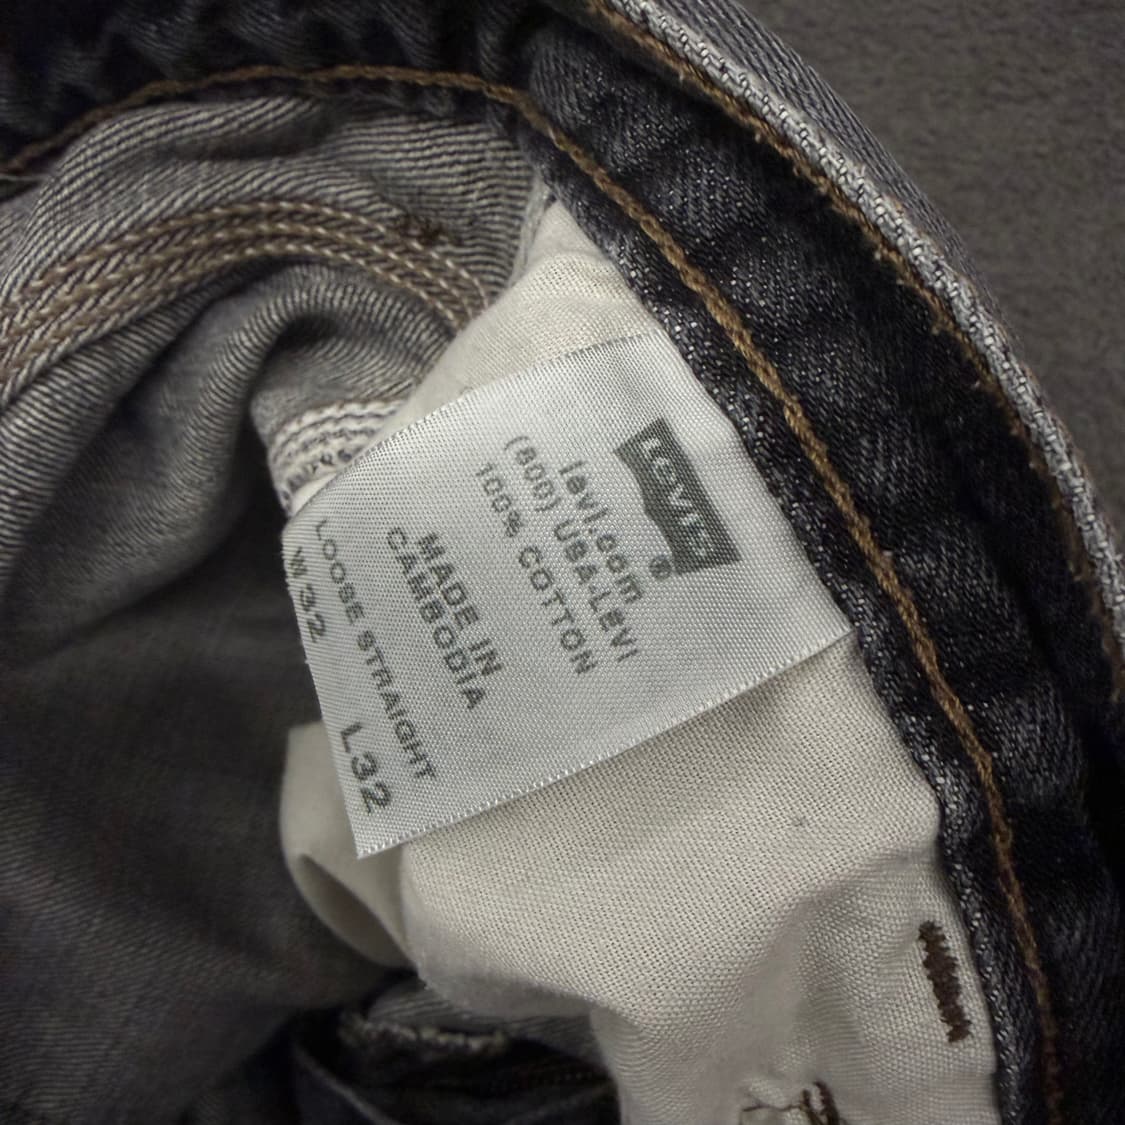 LEVI'S
®
levi.com
(800) USA-LEVI
100% COTTON
MADE IN
CAMBODIA
LOOSE STRAIGHT
W32 L32